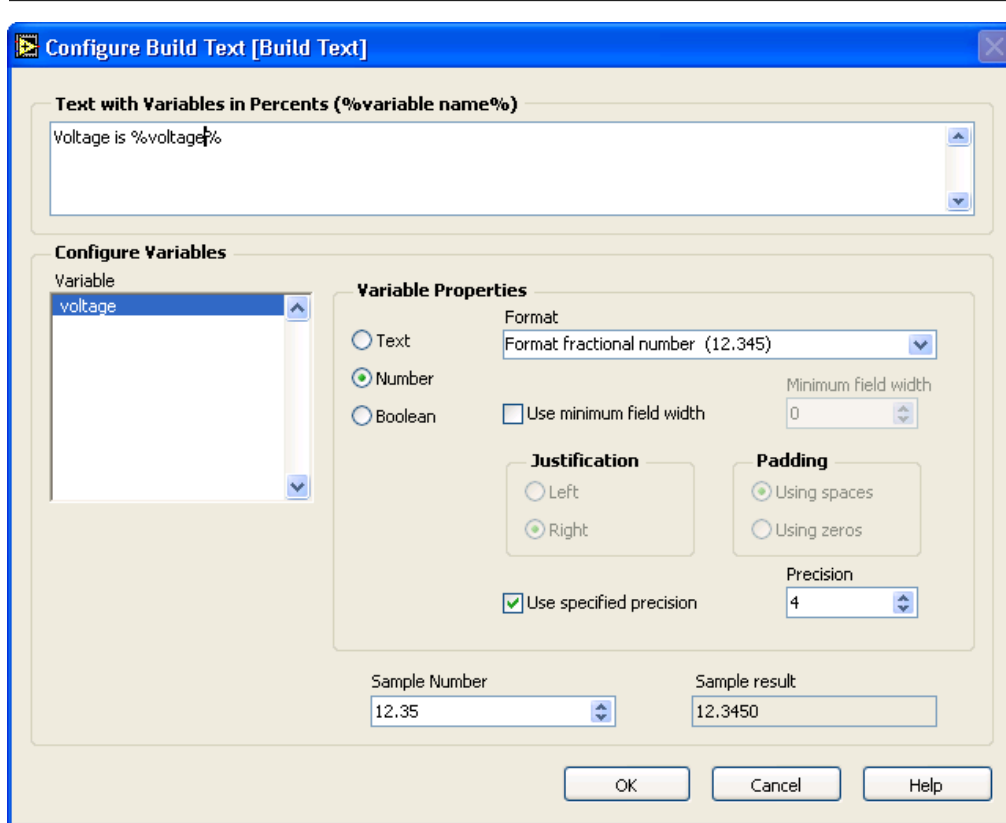 Configure Build Text [Build Text]
Text with Variables in Percents (%variable name%)
Voltage is %voltage%
Configure Variables
Variable
voltage
Variable Properties
Text
Number
Boolean
Format
Format fractional number (12.345)
Use minimum field width
Minimum field width
0
Justification
Left
Right
Padding
Using spaces
Using zeros
Use specified precision
Precision
4
Sample Number
12.35
Sample result
12.3450
OK
Cancel
Help